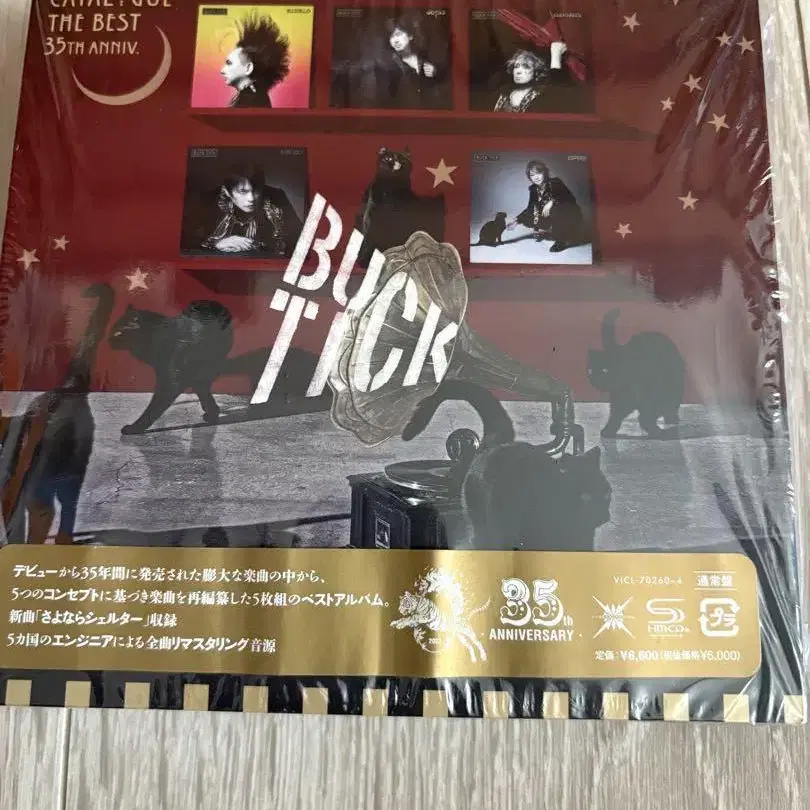 CATALOGUE
THE BEST
35TH ANNIV.
BUCK
TICK
デビューから35年間に発売された膨大な楽曲の中から、
5つのコンセプトに基づき楽曲を再編纂した5枚組のベストアルバム。
新曲「さよならシェルター」収録
5カ国のエンジニアによる全曲リマスタリング音源
35th
ANNIVERSARY
VICL-70260~4
通常盤
SHM-CD
プラ
定価:¥6,600(税抜価格¥6,000)